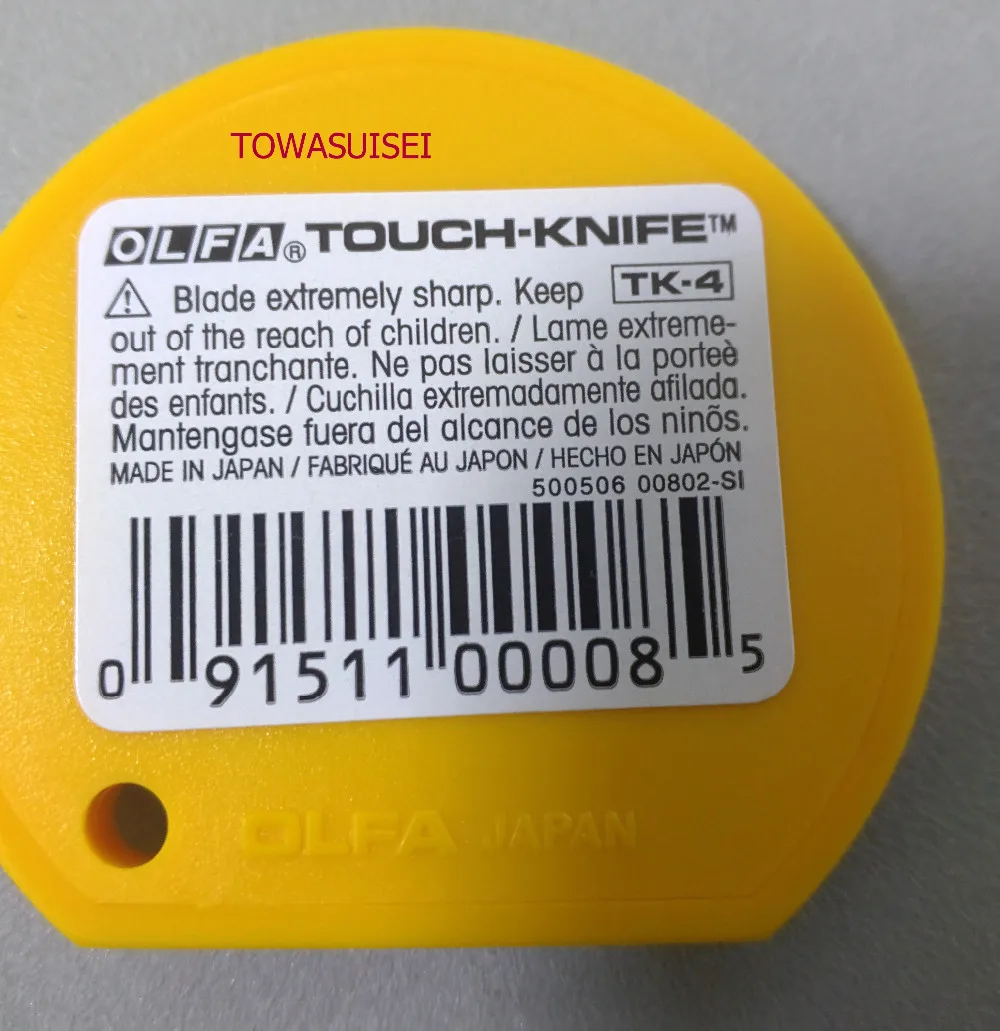 TOWASUISEI
OLFA® TOUCH-KNIFE™
⚠ Blade extremely sharp. Keep TK-4
out of the reach of children. / Lame extreme-
ment tranchante. Ne pas laisser à la porteè
des enfants. / Cuchilla extremadamente afilada.
Mantengase fuera del alcance de los ninõs.
MADE IN JAPAN / FABRIQUÉ AU JAPON / HECHO EN JAPÓN
500506 00802-SI
0 91511 00008 5
OLFA JAPAN